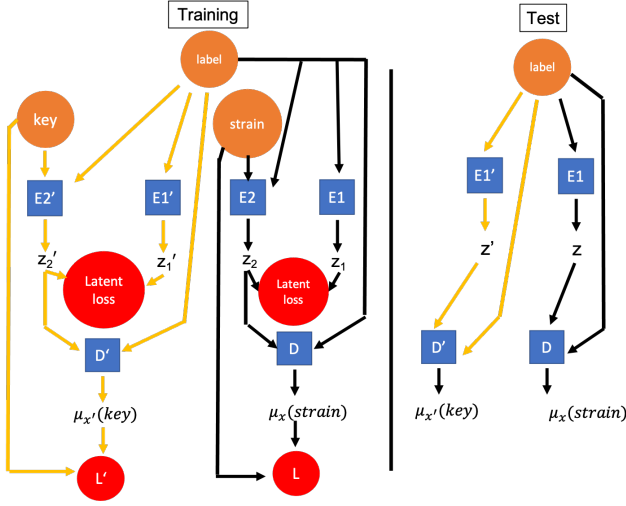 Training
Test
label
label
key
strain
E2′
E1′
E2
E1
E1′
E1
z₂′
z₁′
z₂
z₁
z’
z
Latent
loss
Latent
loss
D‘
D
D′
D
μₓ′(key)
μₓ(strain)
μₓ′(key)
μₓ(strain)
L‘
L